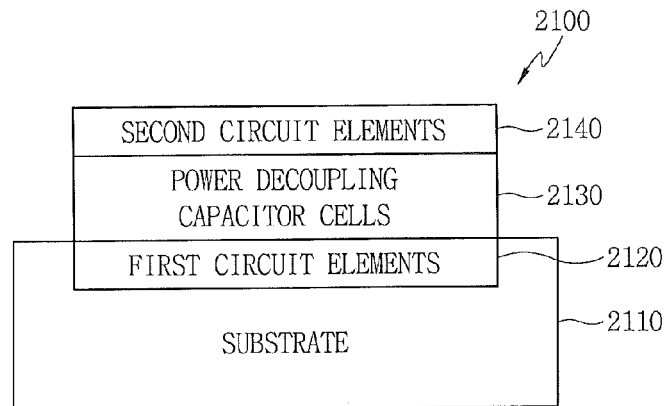 2100
SECOND CIRCUIT ELEMENTS
2140
POWER DECOUPLING
CAPACITOR CELLS
2130
FIRST CIRCUIT ELEMENTS
2120
SUBSTRATE
2110